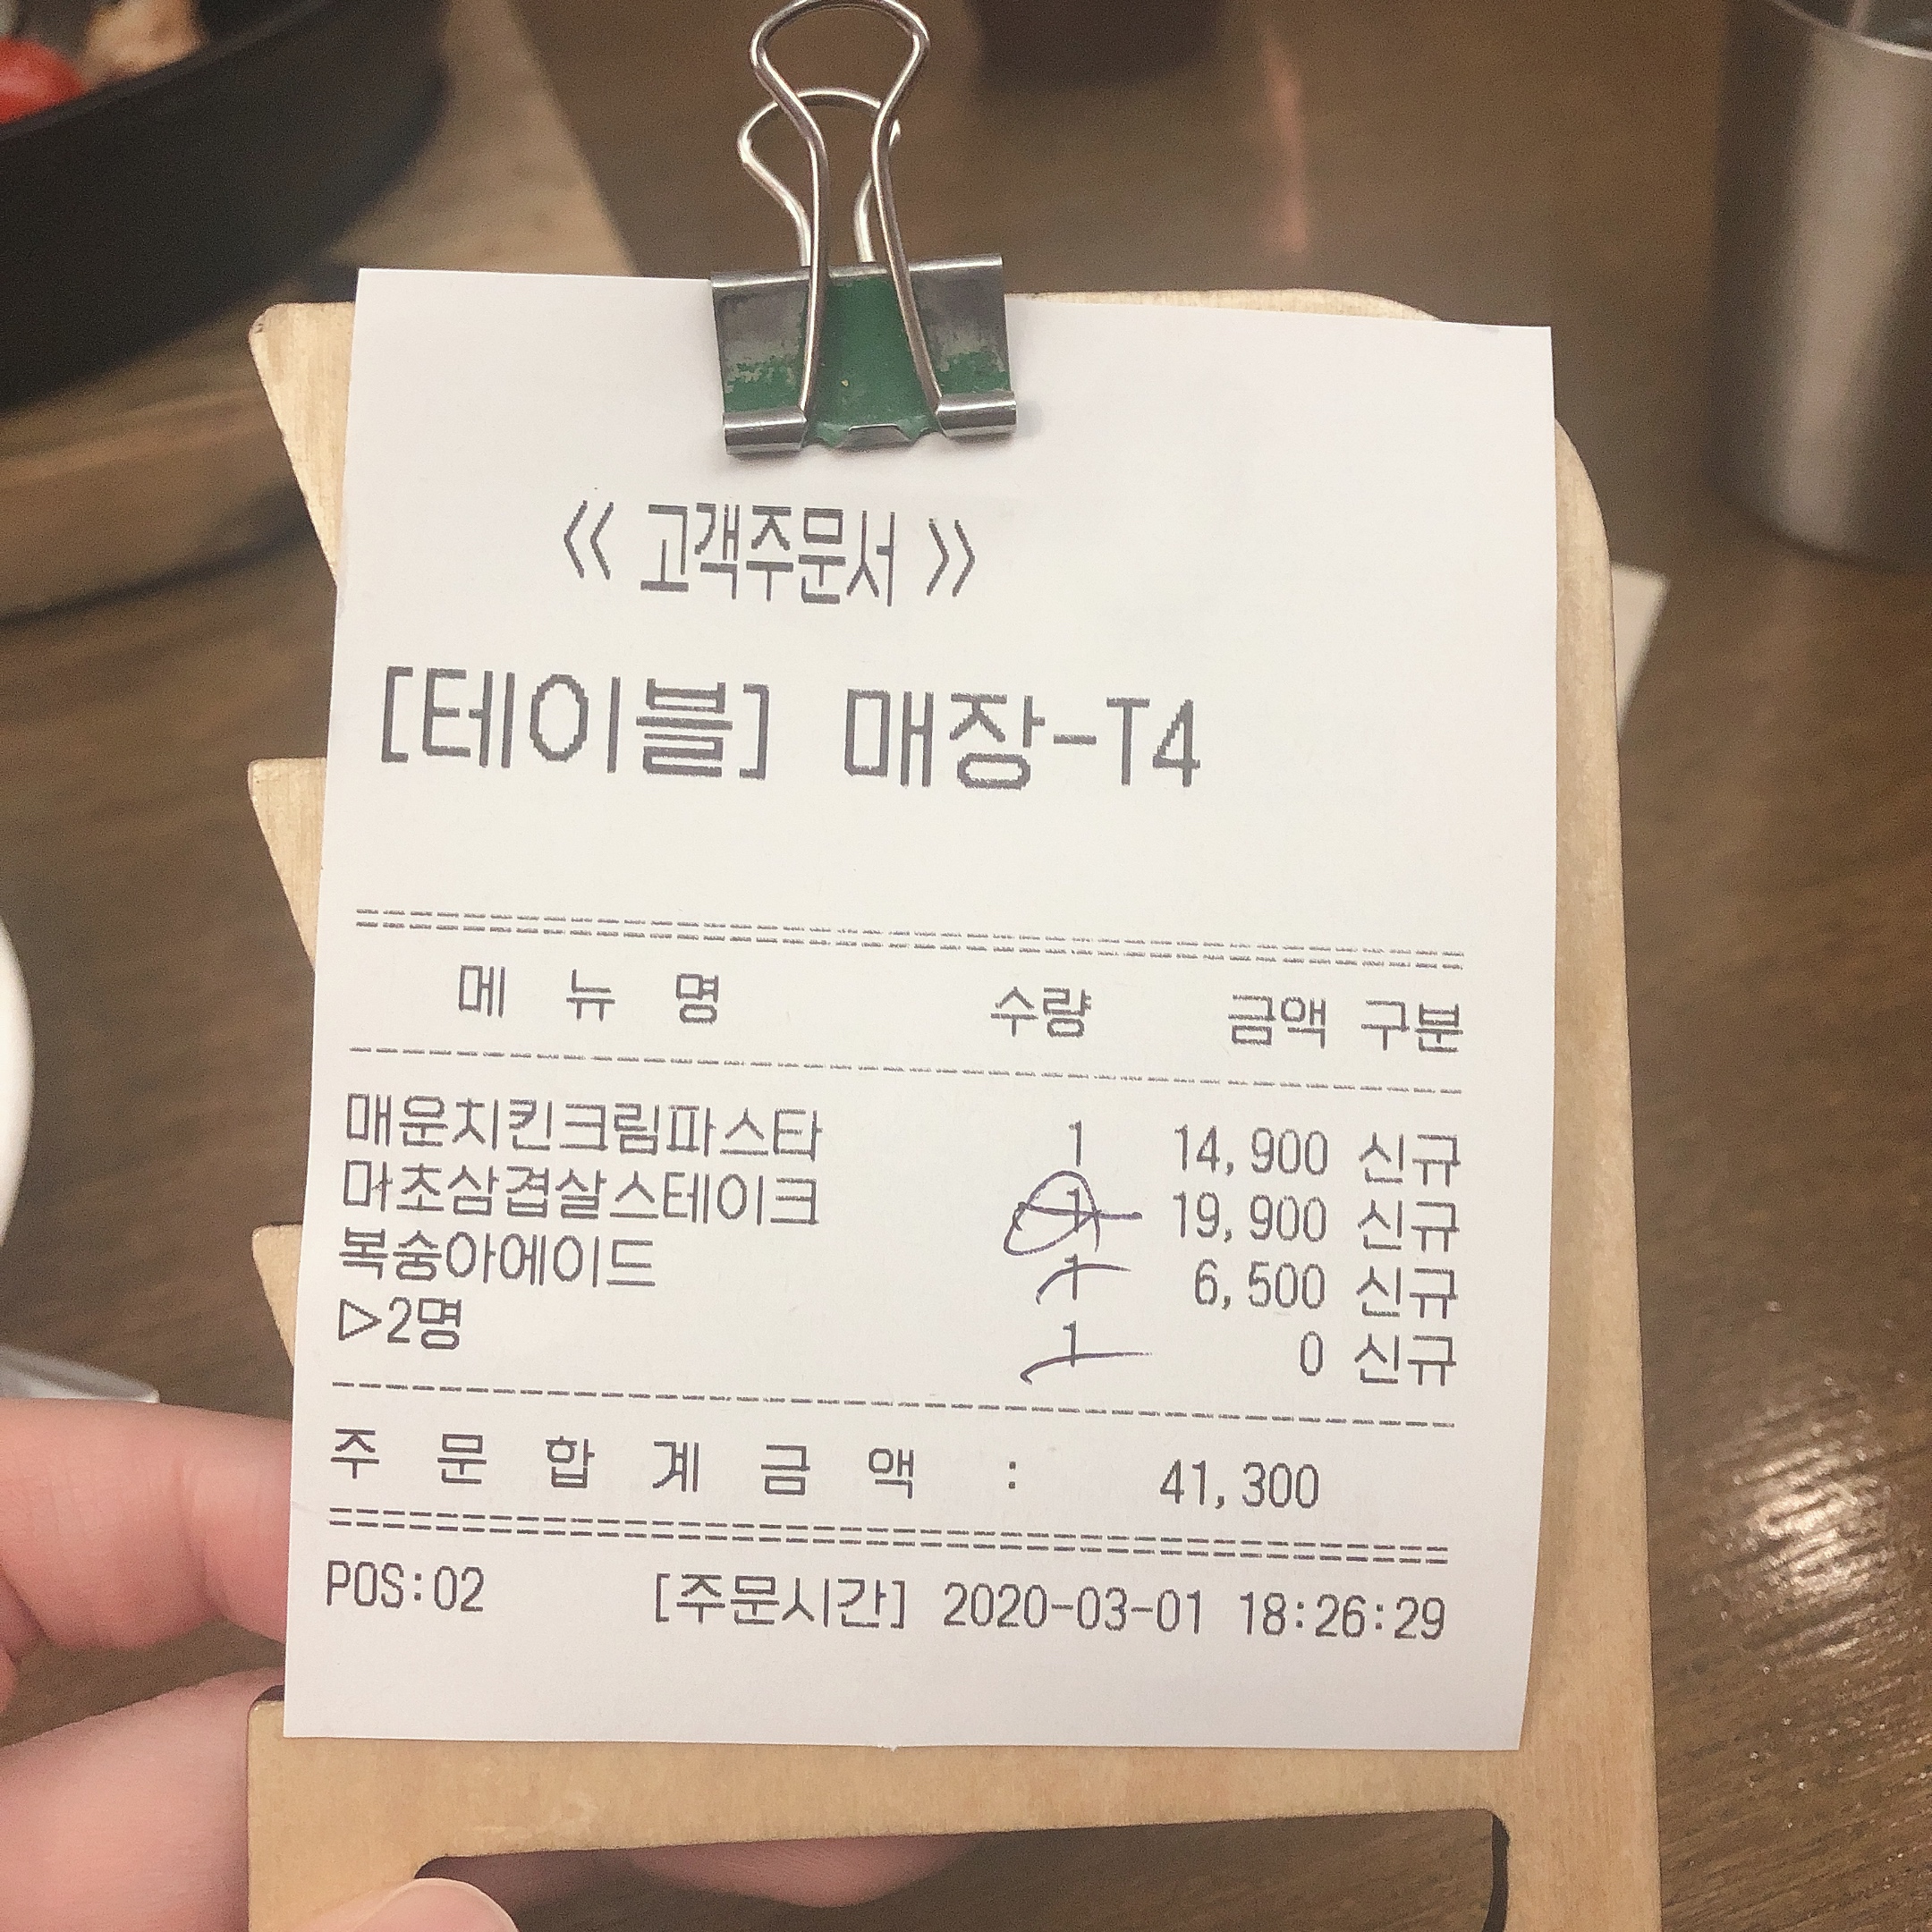 《 고객주문서 》
[테이블] 매장-T4
메 뉴 명 수량 금액 구분
매운치킨크림파스타 1 14,900 신규
마초삼겹살스테이크 1 19,900 신규
복숭아에이드 1 6,500 신규
▷2명 1 0 신규
주 문 합 계 금 액 : 41,300
POS:02 [주문시간] 2020-03-01 18:26:29